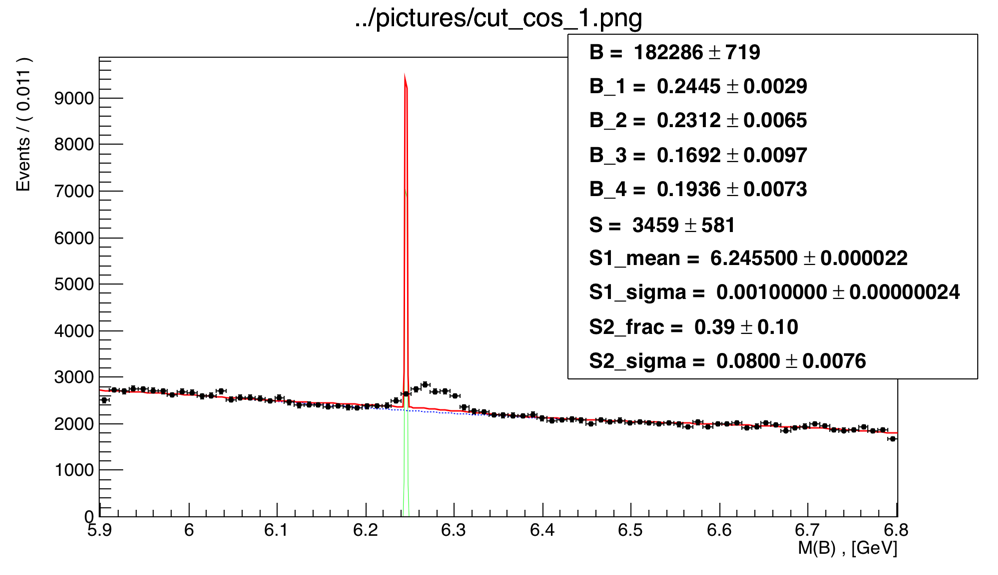 ../pictures/cut_cos_1.png
B = 182286 ± 719
B_1 = 0.2445 ± 0.0029
B_2 = 0.2312 ± 0.0065
B_3 = 0.1692 ± 0.0097
B_4 = 0.1936 ± 0.0073
S = 3459 ± 581
S1_mean = 6.245500 ± 0.000022
S1_sigma = 0.00100000 ± 0.00000024
S2_frac = 0.39 ± 0.10
S2_sigma = 0.0800 ± 0.0076
Events / ( 0.011 )
9000
8000
7000
6000
5000
4000
3000
2000
1000
0
5.9 6 6.1 6.2 6.3 6.4 6.5 6.6 6.7 6.8
M(B) , [GeV]